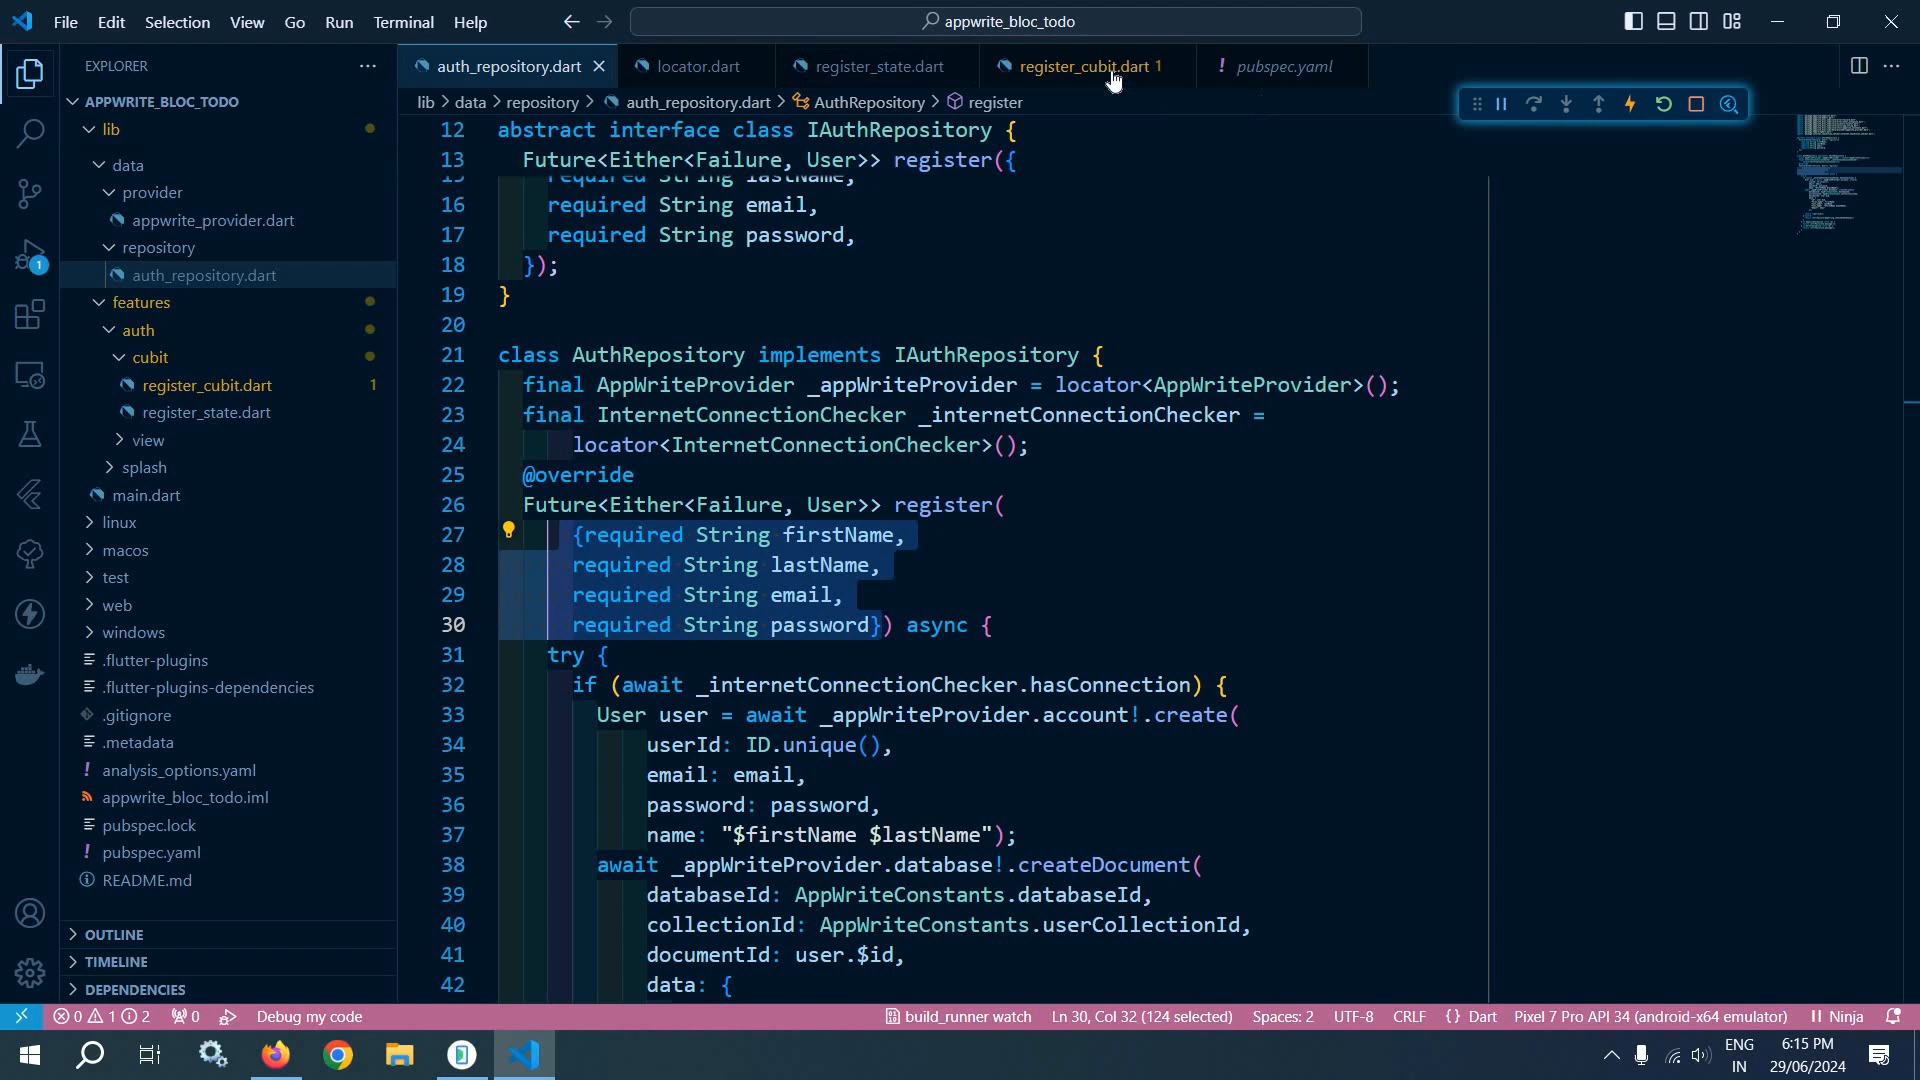 File Edit Selection View Go Run Terminal Help
appwrite_bloc_todo
EXPLORER
auth_repository.dart locator.dart register_state.dart register_cubit.dart 1 pubspec.yaml
lib > data > repository > auth_repository.dart > AuthRepository > register
APPWRITE_BLOC_TODO
lib
data
provider
appwrite_provider.dart
repository
auth_repository.dart
features
auth
cubit
register_cubit.dart 1
register_state.dart
view
splash
main.dart
linux
macos
test
web
windows
.flutter-plugins
.flutter-plugins-dependencies
.gitignore
.metadata
analysis_options.yaml
appwrite_bloc_todo.iml
pubspec.lock
pubspec.yaml
README.md
OUTLINE
TIMELINE
DEPENDENCIES
1
12 abstract interface class IAuthRepository {
13 Future<Either<Failure, User>> register({
15 required String lastName,
16 required String email,
17 required String password,
18 });
19 }
20
21 class AuthRepository implements IAuthRepository {
22 final AppWriteProvider _appWriteProvider = locator<AppWriteProvider>();
23 final InternetConnectionChecker _internetConnectionChecker =
24 locator<InternetConnectionChecker>();
25 @override
26 Future<Either<Failure, User>> register(
27 {required String firstName,
28 required String lastName,
29 required String email,
30 required String password}) async {
31 try {
32 if (await _internetConnectionChecker.hasConnection) {
33 User user = await _appWriteProvider.account!.create(
34 userId: ID.unique(),
35 email: email,
36 password: password,
37 name: "$firstName $lastName");
38 await _appWriteProvider.database!.createDocument(
39 databaseId: AppWriteConstants.databaseId,
40 collectionId: AppWriteConstants.userCollectionId,
41 documentId: user.$id,
42 data: {
0 1 2 0 Debug my code build_runner watch Ln 30, Col 32 (124 selected) Spaces: 2 UTF-8 CRLF {} Dart Pixel 7 Pro API 34 (android-x64 emulator) Ninja
ENG
IN
6:15 PM
29/06/2024